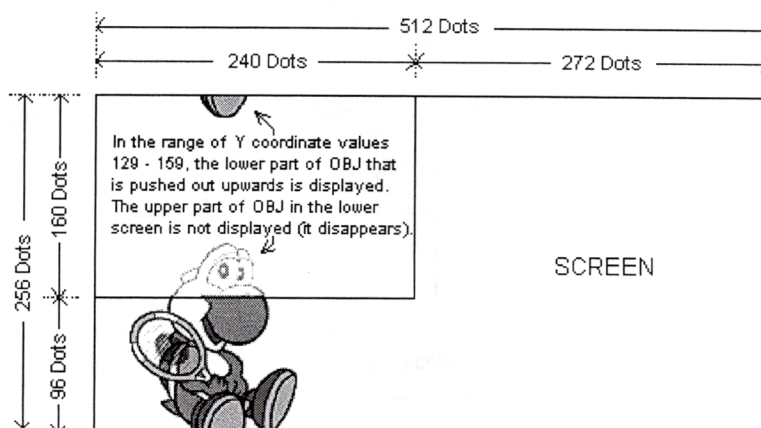 512 Dots
240 Dots
272 Dots
In the range of Y coordinate values
129 - 159, the lower part of OBJ that
is pushed out upwards is displayed.
The upper part of OBJ in the lower
screen is not displayed (it disappears).
160 Dots
256 Dots
SCREEN
96 Dots